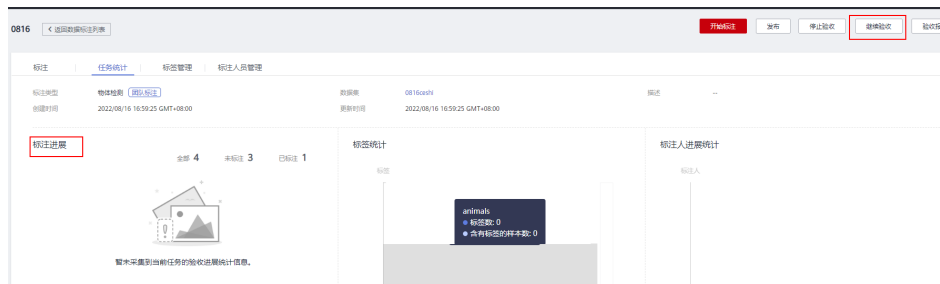 0816 < 返回数据标注列表 开始标注 发布 停止验收 继续验收
标注 任务统计 标签管理 标注人员管理
标注类型 物体检测 团队标注 数据集 0816ceshi 描述 --
创建时间 2022/08/16 16:59:25 GMT+08:00 更新时间 2022/08/16 16:59:25 GMT+08:00
标注进展 标签统计 标注人进展统计
全部 4 未标注 3 已标注 1
标签 标注人
animals
标签数: 0
含有标签的样本数: 0
暂未采集到当前任务的验收进展统计信息。